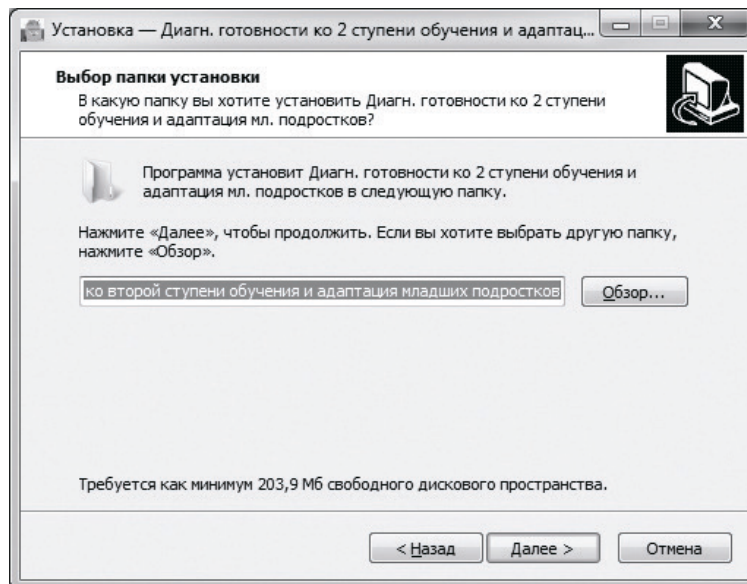 Установка — Диагн. готовности ко 2 ступени обучения и адаптац...
Выбор папки установки
В какую папку вы хотите установить Диагн. готовности ко 2 ступени
обучения и адаптация мл. подростков?
Программа установит Диагн. готовности ко 2 ступени обучения и
адаптация мл. подростков в следующую папку.
Нажмите «Далее», чтобы продолжить. Если вы хотите выбрать другую папку,
нажмите «Обзор».
ко второй ступени обучения и адаптация младших подростков
Обзор...
Требуется как минимум 203,9 Мб свободного дискового пространства.
< Назад Далее > Отмена